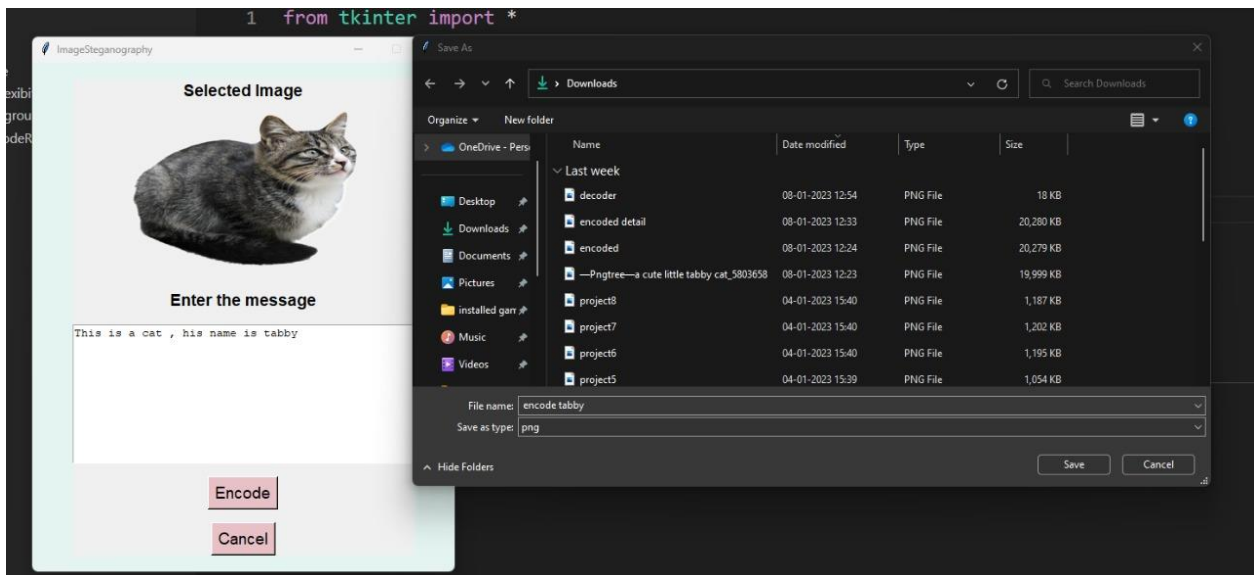 1 from tkinter import *
ImageSteganography
Selected Image
Enter the message
This is a cat , his name is tabby
Encode
Cancel
Save As
Downloads
Search Downloads
Organize
New folder
OneDrive - Pers
Desktop
Downloads
Documents
Pictures
installed gam
Music
Videos
Name Date modified Type Size
Last week
decoder 08-01-2023 12:54 PNG File 18 KB
encoded detail 08-01-2023 12:33 PNG File 20,280 KB
encoded 08-01-2023 12:24 PNG File 20,279 KB
—Pngtree—a cute little tabby cat_5803658 08-01-2023 12:23 PNG File 19,999 KB
project8 04-01-2023 15:40 PNG File 1,187 KB
project7 04-01-2023 15:40 PNG File 1,202 KB
project6 04-01-2023 15:40 PNG File 1,195 KB
project5 04-01-2023 15:39 PNG File 1,054 KB
File name: encode tabby
Save as type: png
Hide Folders
Save
Cancel